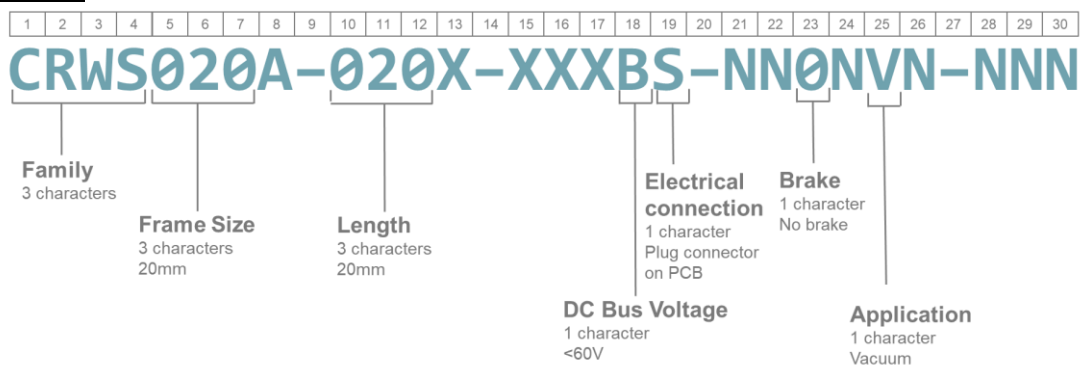 1 2 3 4 5 6 7 8 9 10 11 12 13 14 15 16 17 18 19 20 21 22 23 24 25 26 27 28 29 30
CRWS020A-020X-XXXBS-NN0NVN-NNN
Family
3 characters
Frame Size
3 characters
20mm
Length
3 characters
20mm
DC Bus Voltage
1 character
<60V
Electrical
connection
1 character
Plug connector
on PCB
Brake
1 character
No brake
Application
1 character
Vacuum